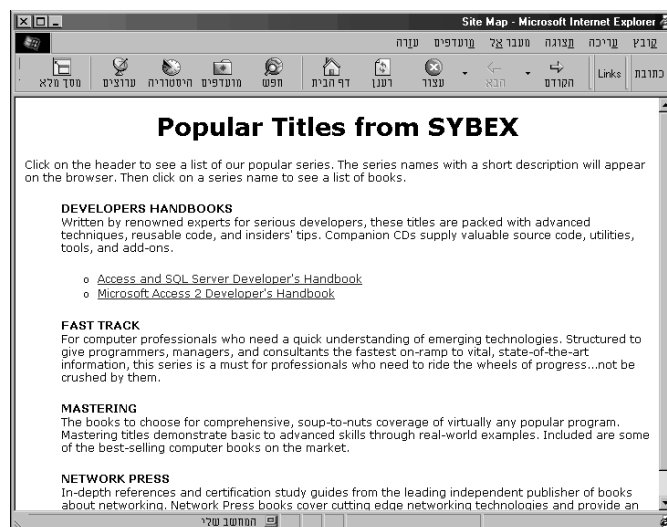 Site Map - Microsoft Internet Explorer
קובץ עריכה תצוגה מעבר אל מועדפים עזרה
כתובת Links הקודם הבא עצור רענן דף הבית חפש מועדפים היסטוריה ערוצים מסך מלא
Popular Titles from SYBEX
Click on the header to see a list of our popular series. The series names with a short description will appear
on the browser. Then click on a series name to see a list of books.
DEVELOPERS HANDBOOKS
Written by renowned experts for serious developers, these titles are packed with advanced
techniques, reusable code, and insiders' tips. Companion CDs supply valuable source code, utilities,
tools, and add-ons.
o Access and SQL Server Developer's Handbook
o Microsoft Access 2 Developer's Handbook
FAST TRACK
For computer professionals who need a quick understanding of emerging technologies. Structured to
give programmers, managers, and consultants the fastest on-ramp to vital, state-of-the-art
information, this series is a must for professionals who need to ride the wheels of progress...not be
crushed by them.
MASTERING
The books to choose for comprehensive, soup-to-nuts coverage of virtually any popular program.
Mastering titles demonstrate basic to advanced skills through real-world examples. Included are some
of the best-selling computer books on the market.
NETWORK PRESS
In-depth references and certification study guides from the leading independent publisher of books
about networking. Network Press books cover cutting edge networking technologies and provide an
המחשב שלי